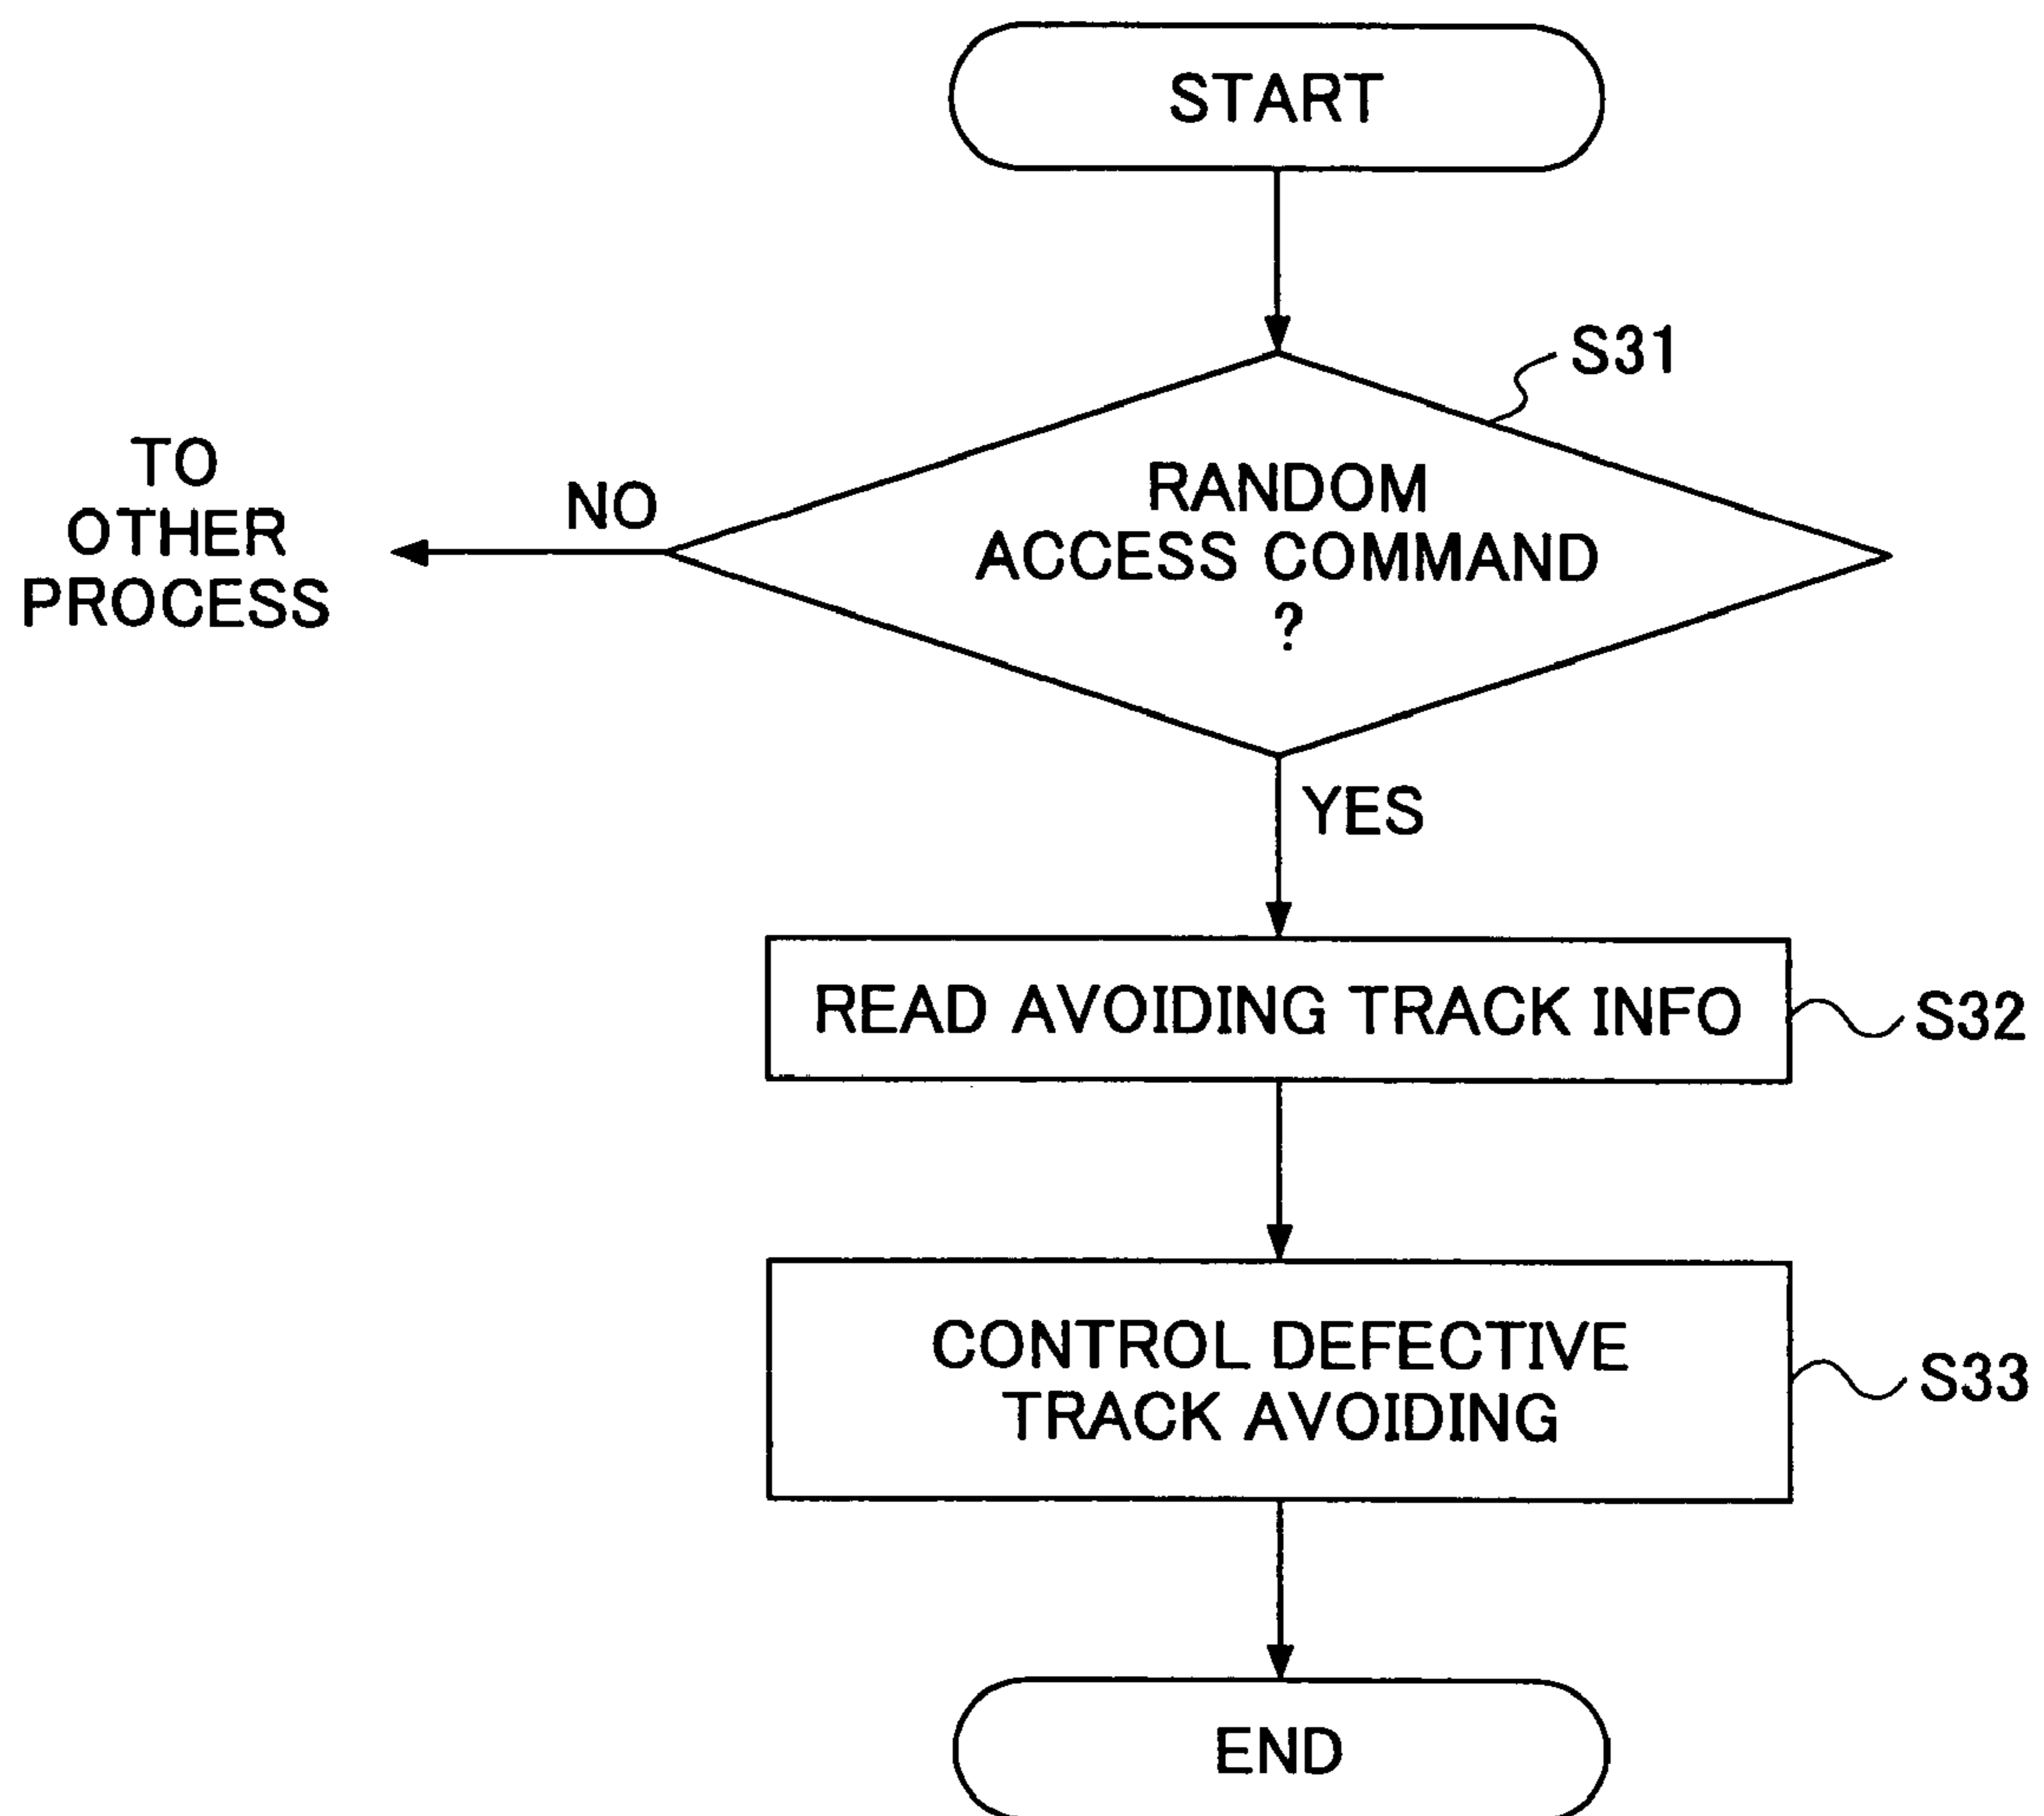 START
S31
RANDOM
ACCESS COMMAND
?
NO
TO
OTHER
PROCESS
YES
READ AVOIDING TRACK INFO
S32
CONTROL DEFECTIVE
TRACK AVOIDING
S33
END